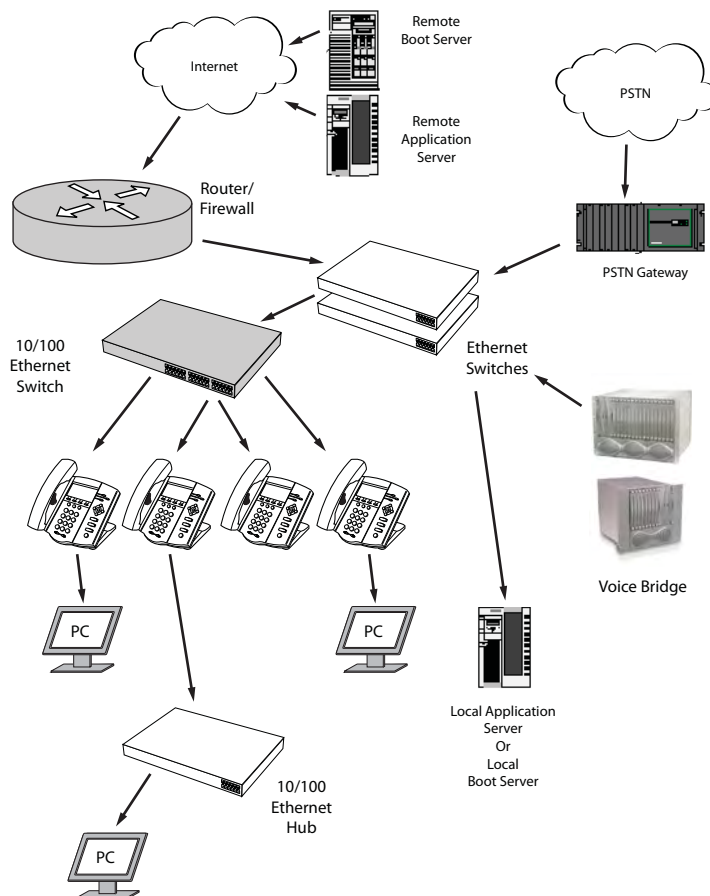 Remote
Boot Server
Internet
PSTN
Remote
Application
Server
Router/
Firewall
PSTN Gateway
10/100
Ethernet
Switch
Ethernet
Switches
Voice Bridge
PC
PC
Local Application
Server
Or
Local
Boot Server
10/100
Ethernet
Hub
PC